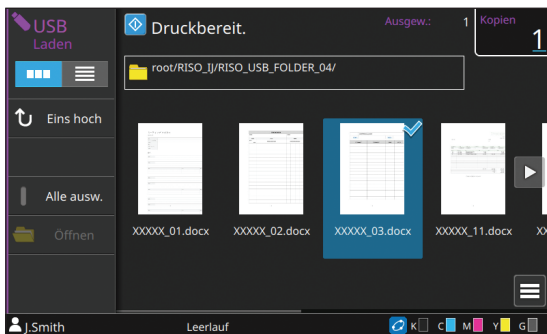 USB
Laden
Druckbereit.
Ausgew.: 1
Kopien
1
root/RISO_IJ/RISO_USB_FOLDER_04/
Eins hoch
Alle ausw.
Öffnen
XXXXX_01.docx
XXXXX_02.docx
XXXXX_03.docx
XXXXX_11.docx
XX
J.Smith
Leerlauf
K C M Y G